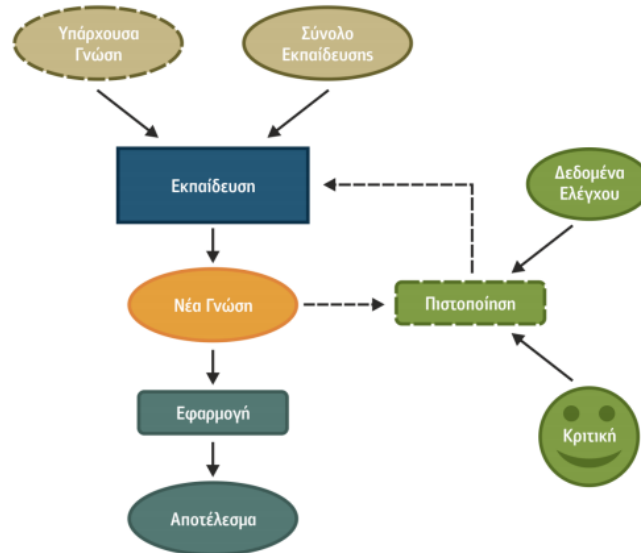 Υπάρχουσα
Γνώση
Σύνολο
Εκπαίδευσης
Εκπαίδευση
Δεδομένα
Ελέγχου
Νέα Γνώση
Πιστοποίηση
Εφαρμογή
Κριτική
Αποτέλεσμα